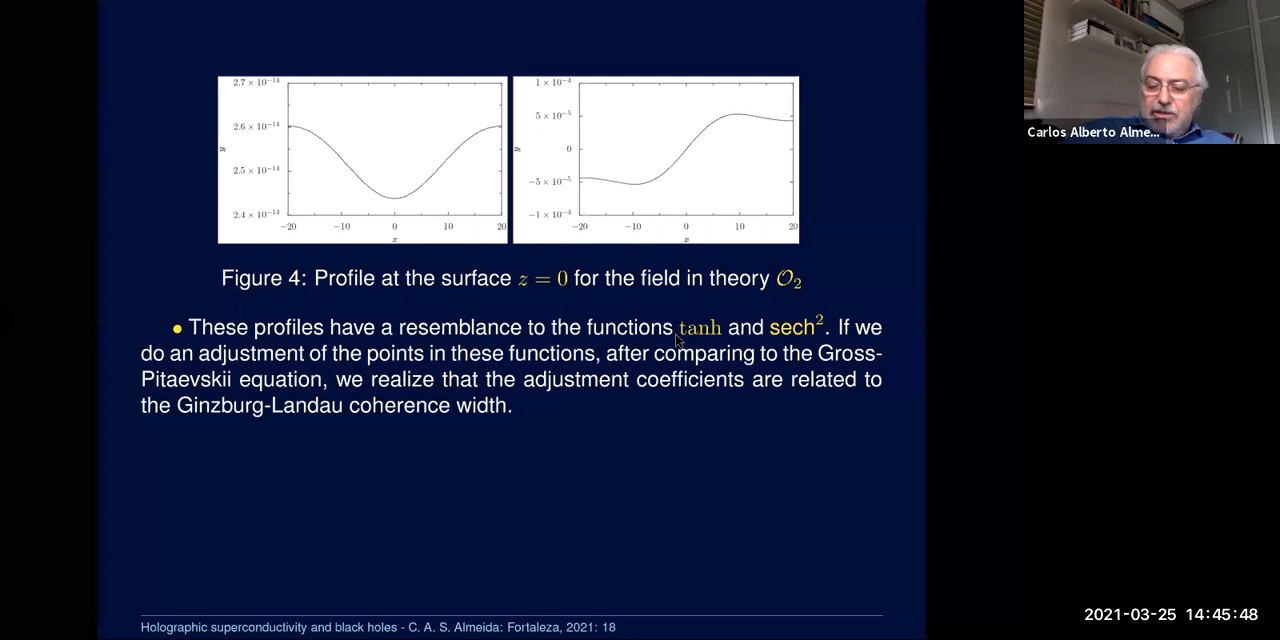 2.7 × 10⁻¹⁴
2.6 × 10⁻¹⁴
2.5 × 10⁻¹⁴
2.4 × 10⁻¹⁴
y
−20 −10 0 10 20
x
1 × 10⁻⁴
5 × 10⁻⁵
0
−5 × 10⁻⁵
−1 × 10⁻⁴
y
−20 −10 0 10 20
x
Figure 4: Profile at the surface z = 0 for the field in theory 𝒪₂
• These profiles have a resemblance to the functions tanh and sech². If we
do an adjustment of the points in these functions, after comparing to the Gross-
Pitaevskii equation, we realize that the adjustment coefficients are related to
the Ginzburg-Landau coherence width.
Holographic superconductivity and black holes - C. A. S. Almeida: Fortaleza, 2021: 18
Carlos Alberto Alme...
2021-03-25 14:45:48